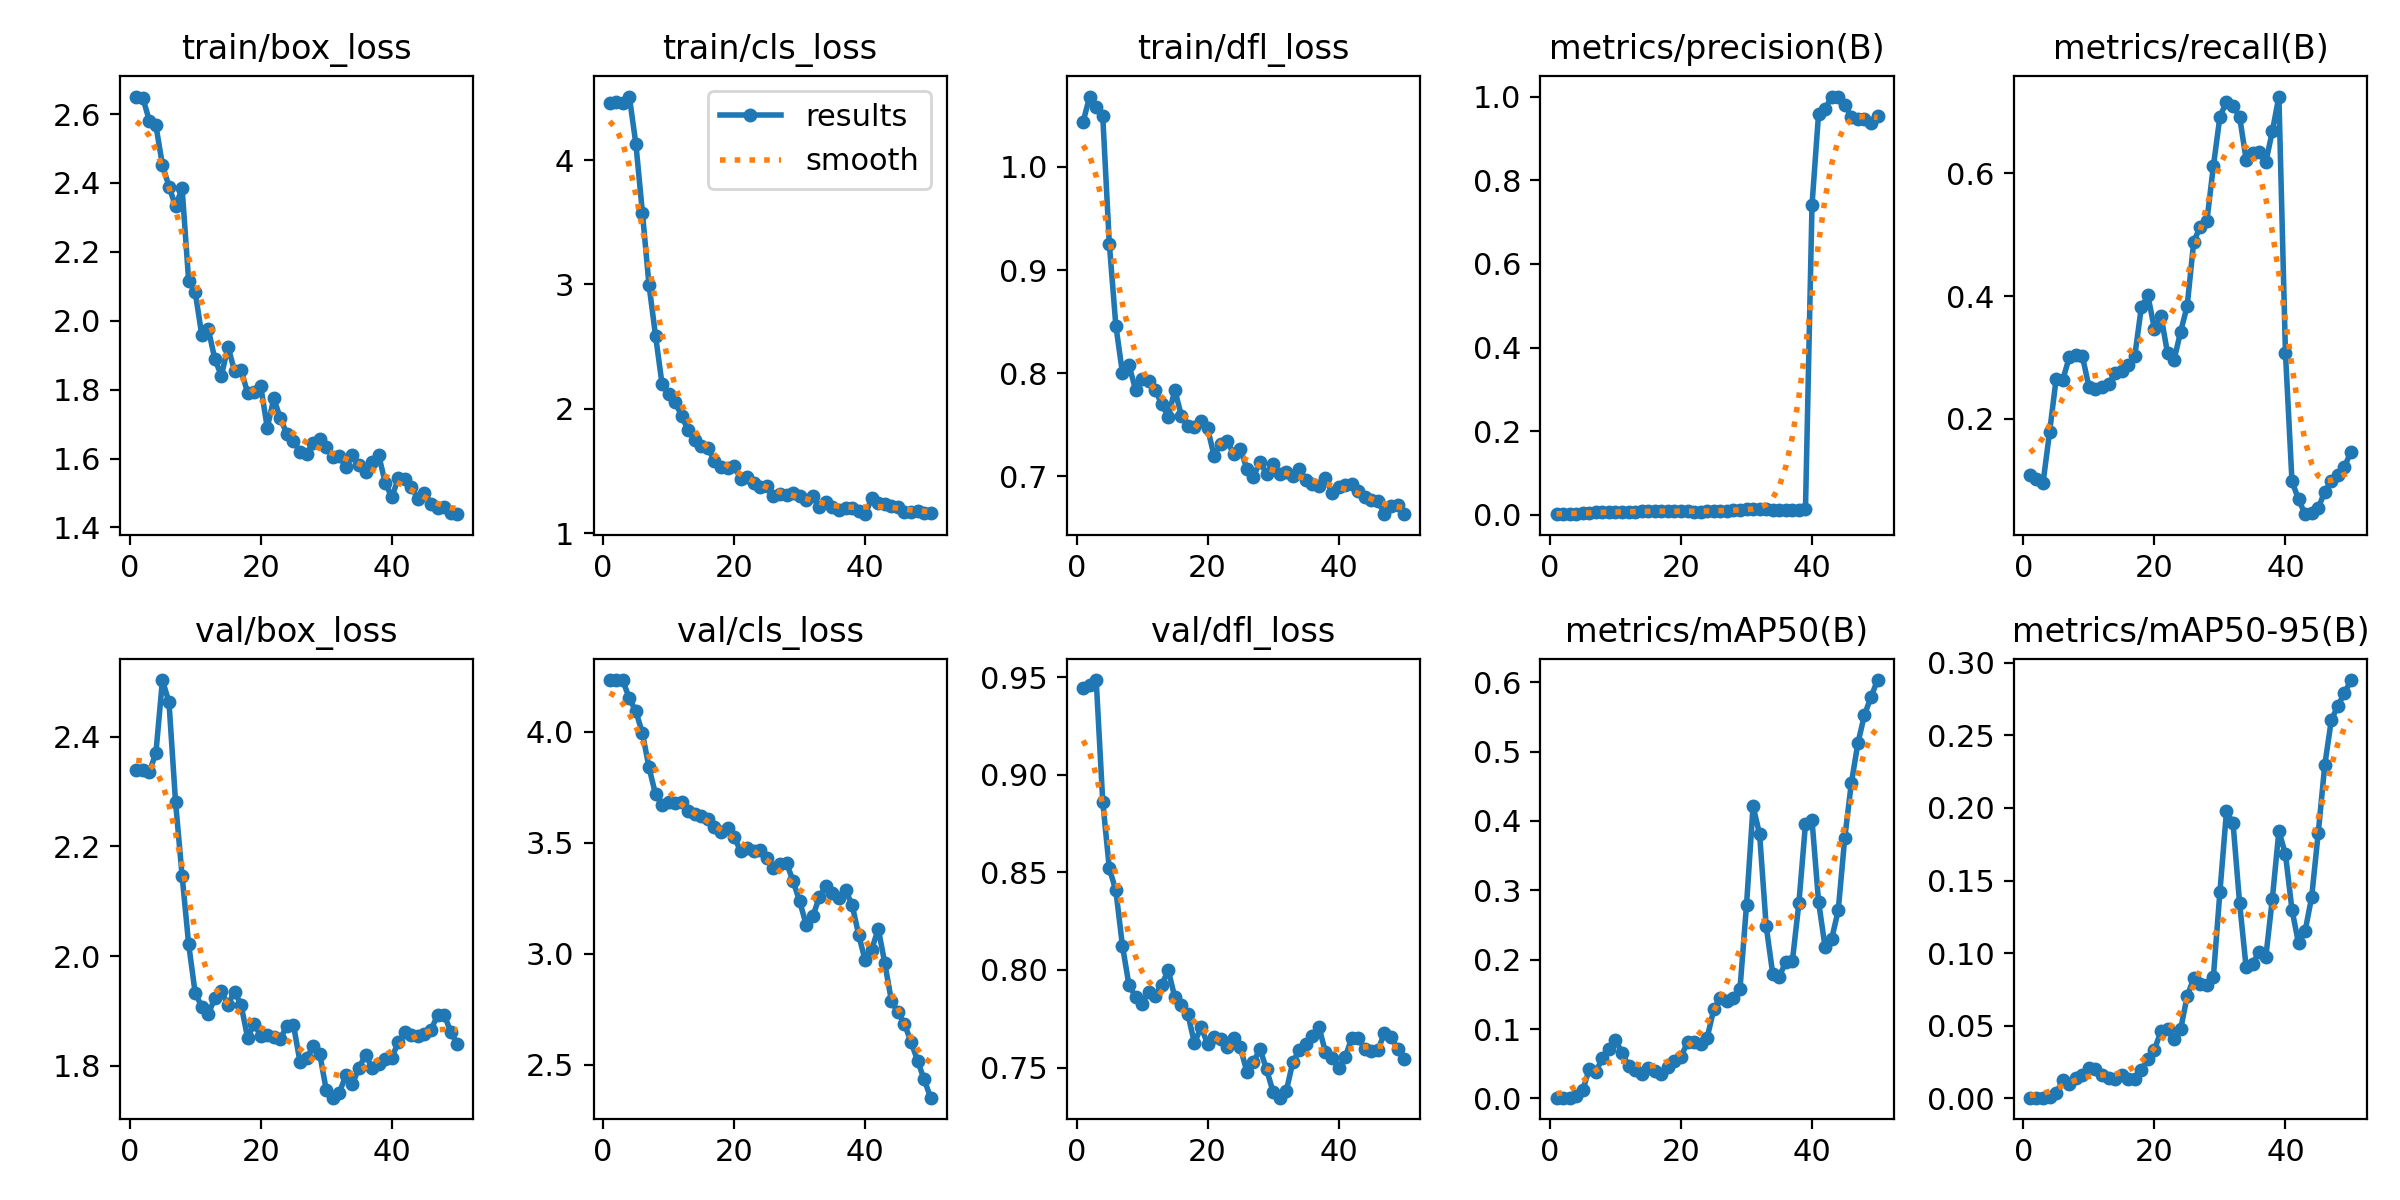 train/box_loss
train/cls_loss
train/dfl_loss
metrics/precision(B)
metrics/recall(B)
2.6
2.4
2.2
2.0
1.8
1.6
1.4
0 20 40
results
smooth
4
3
2
1
0 20 40
1.0
0.9
0.8
0.7
0 20 40
1.0
0.8
0.6
0.4
0.2
0.0
0 20 40
0.6
0.4
0.2
0 20 40
val/box_loss
val/cls_loss
val/dfl_loss
metrics/mAP50(B)
metrics/mAP50-95(B)
2.4
2.2
2.0
1.8
0 20 40
4.0
3.5
3.0
2.5
0 20 40
0.95
0.90
0.85
0.80
0.75
0 20 40
0.6
0.5
0.4
0.3
0.2
0.1
0.0
0 20 40
0.30
0.25
0.20
0.15
0.10
0.05
0.00
0 20 40